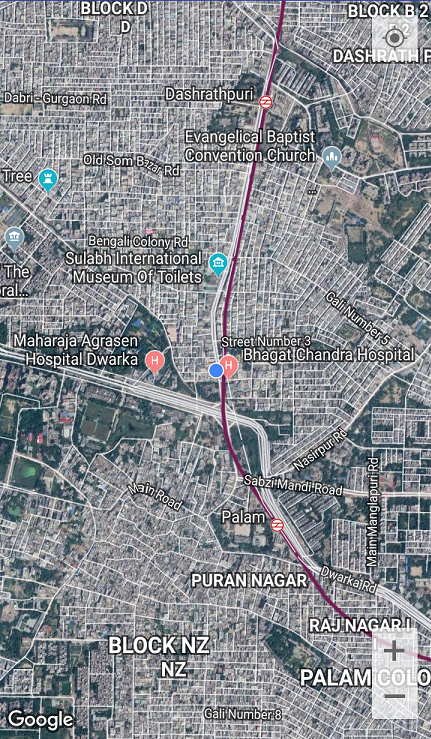 BLOCK D
D
BLOCK B 2
DASHRATH P
Dashrathpuri
Dabri - Gurgaon Rd
Evangelical Baptist
Convention Church
Old Som Bazar Rd
Tree
...
Bengali Colony Rd
Sulabh International
Museum Of Toilets
The
oral...
Gali Number 5
Street Number 3
Maharaja Agrasen
Hospital Dwarka
H
H
Bhagat Chandra Hospital
Nasirpur Rd
Sabzi Mandi Road
Main Road
Main Manglapuri Rd
Palam
Dwarka Rd
PURAN NAGAR
RAJ NAGAR I
BLOCK NZ
NZ
PALAM COLO
Gali Number 8
Google